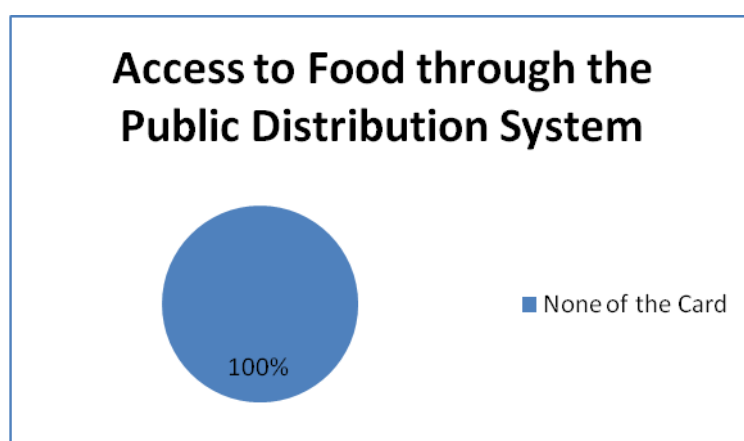 Access to Food through the
Public Distribution System
100%
None of the Card